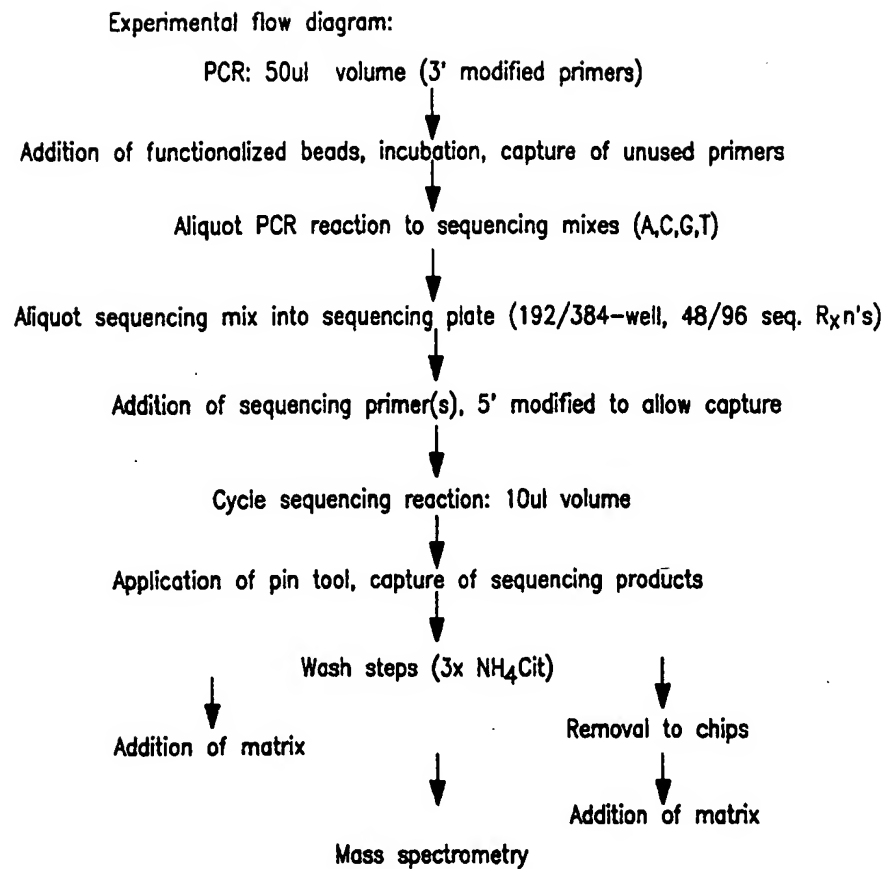 Experimental flow diagram:
PCR: 50ul volume (3' modified primers)
Addition of functionalized beads, incubation, capture of unused primers
Aliquot PCR reaction to sequencing mixes (A,C,G,T)
Aliquot sequencing mix into sequencing plate (192/384-well, 48/96 seq. RXn's)
Addition of sequencing primer(s), 5' modified to allow capture
Cycle sequencing reaction: 10ul volume
Application of pin tool, capture of sequencing products
Wash steps (3x NH4Cit)
Addition of matrix
Removal to chips
Addition of matrix
Mass spectrometry